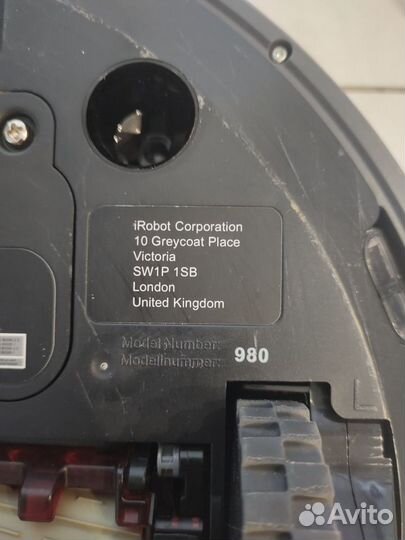 iRobot Corporation
10 Greycoat Place
Victoria
SW1P 1SB
London
United Kingdom
Model Number:
Modellnummer: 980
L
Avito